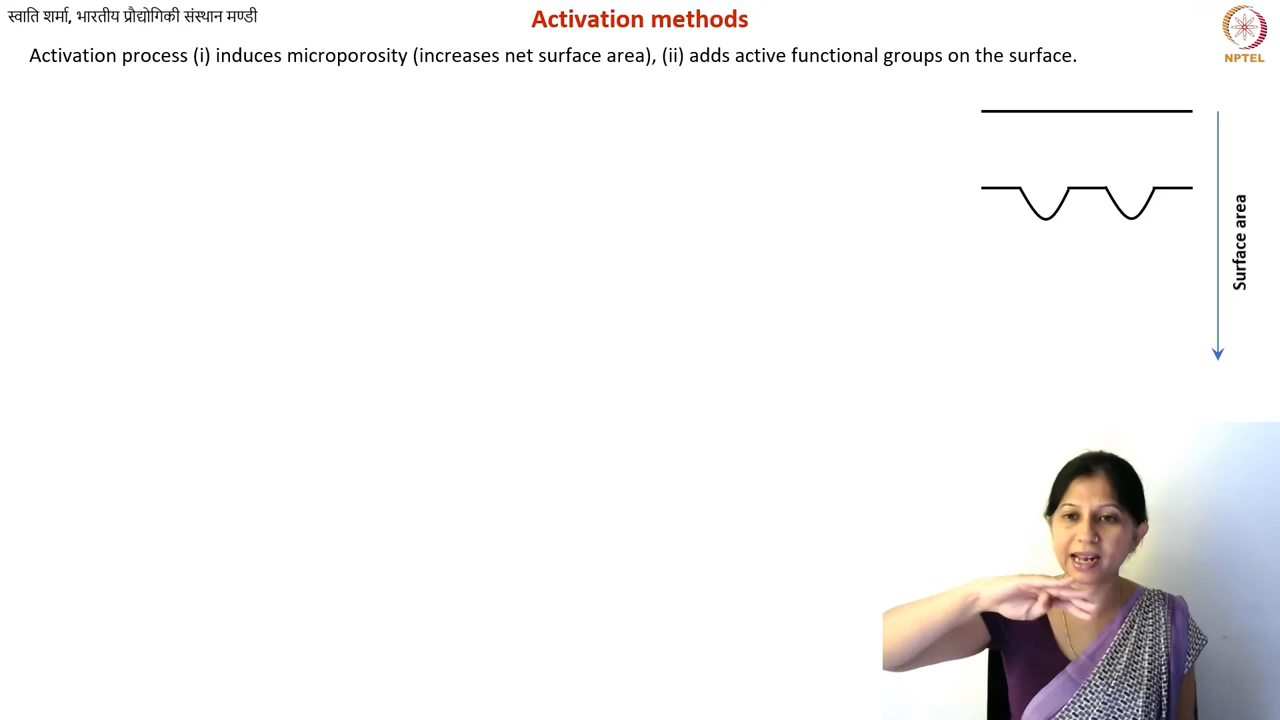 स्वाति शर्मा, भारतीय प्रौद्योगिकी संस्थान मण्डी
Activation methods
NPTEL
Activation process (i) induces microporosity (increases net surface area), (ii) adds active functional groups on the surface.
Surface area